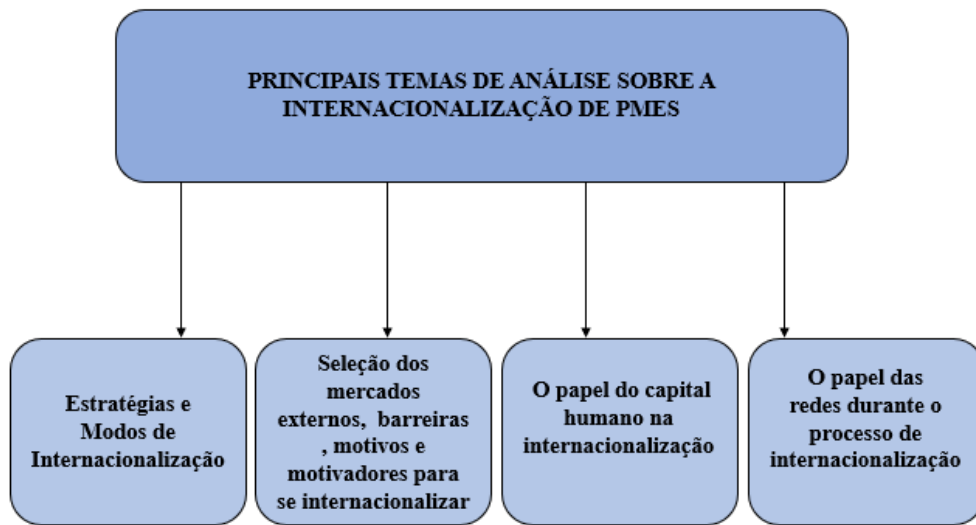 PRINCIPAIS TEMAS DE ANÁLISE SOBRE A
INTERNACIONALIZAÇÃO DE PMES
Estratégias e
Modos de
Internacionalização
Seleção dos
mercados
externos, barreiras
, motivos e
motivadores para
se internacionalizar
O papel do capital
humano na
internacionalização
O papel das
redes durante o
processo de
internacionalização